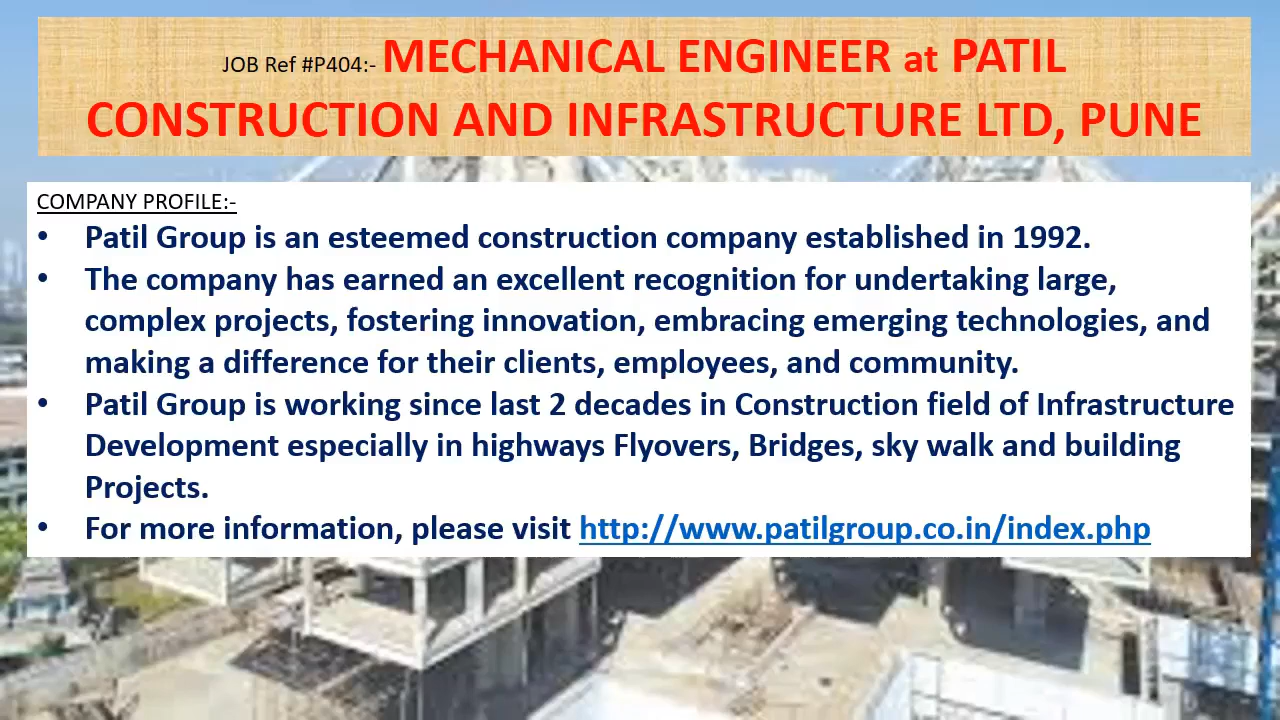 JOB Ref #P404:- MECHANICAL ENGINEER at PATIL
CONSTRUCTION AND INFRASTRUCTURE LTD, PUNE
COMPANY PROFILE:-
• Patil Group is an esteemed construction company established in 1992.
• The company has earned an excellent recognition for undertaking large,
complex projects, fostering innovation, embracing emerging technologies, and
making a difference for their clients, employees, and community.
• Patil Group is working since last 2 decades in Construction field of Infrastructure
Development especially in highways Flyovers, Bridges, sky walk and building
Projects.
• For more information, please visit http://www.patilgroup.co.in/index.php